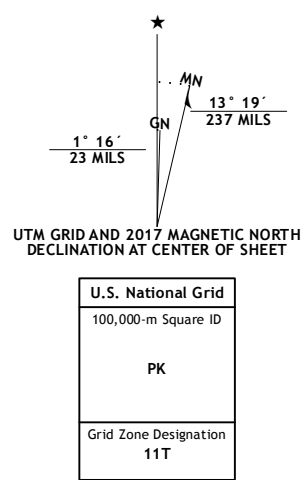 MN
GN
13° 19´
237 MILS
1° 16´
23 MILS
UTM GRID AND 2017 MAGNETIC NORTH
DECLINATION AT CENTER OF SHEET
U.S. National Grid
100,000-m Square ID
PK
Grid Zone Designation
11T